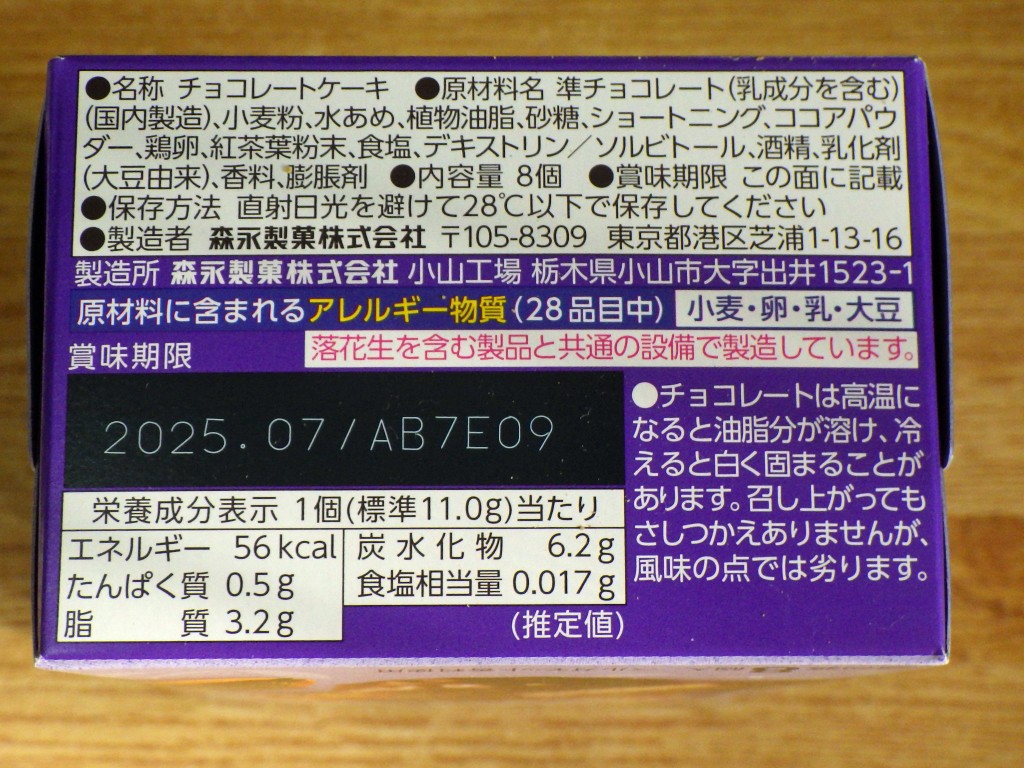 ●名称 チョコレートケーキ ●原材料名 準チョコレート(乳成分を含む)
(国内製造)、小麦粉、水あめ、植物油脂、砂糖、ショートニング、ココアパウ
ダー、鶏卵、紅茶葉粉末、食塩、デキストリン／ソルビトール、酒精、乳化剤
(大豆由来)、香料、膨脹剤 ●内容量 8個 ●賞味期限 この面に記載
●保存方法 直射日光を避けて28℃以下で保存してください
●製造者 森永製菓株式会社 〒105-8309 東京都港区芝浦1-13-16
製造所 森永製菓株式会社 小山工場 栃木県小山市大字出井1523-1
原材料に含まれるアレルギー物質(28品目中) 小麦・卵・乳・大豆
落花生を含む製品と共通の設備で製造しています。
賞味期限
2025.07/AB7E09
●チョコレートは高温に
なると油脂分が溶け、冷
えると白く固まることが
あります。召し上がっても
さしつかえありませんが、
風味の点では劣ります。
栄養成分表示 1個(標準11.0g)当たり
エネルギー 56kcal
たんぱく質 0.5g
脂質 3.2g
炭水化物 6.2g
食塩相当量 0.017g
(推定値)